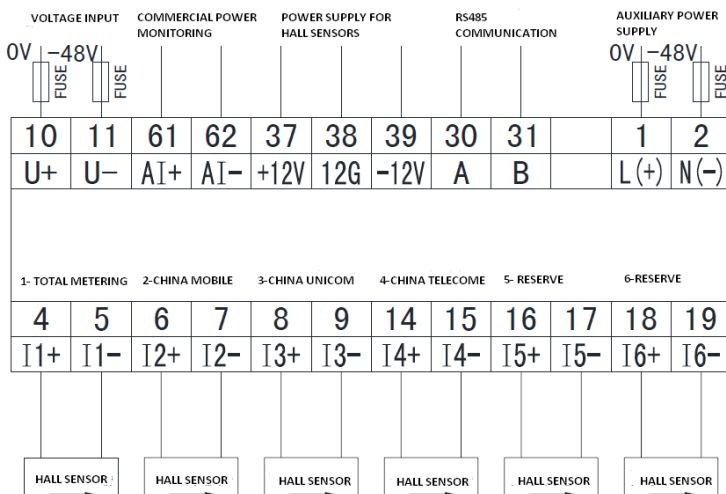 VOLTAGE INPUT
COMMERCIAL POWER
MONITORING
POWER SUPPLY FOR
HALL SENSORS
RS485
COMMUNICATION
AUXILIARY POWER
SUPPLY
0V -48V 0V -48V
FUSE FUSE FUSE FUSE
10 11 61 62 37 38 39 30 31 1 2
U+ U- AI+ AI- +12V 12G -12V A B L(+) N(-)
1- TOTAL METERING 2-CHINA MOBILE 3-CHINA UNICOM 4-CHINA TELECOME 5- RESERVE 6-RESERVE
4 5 6 7 8 9 14 15 16 17 18 19
I1+ I1- I2+ I2- I3+ I3- I4+ I4- I5+ I5- I6+ I6-
HALL SENSOR HALL SENSOR HALL SENSOR HALL SENSOR HALL SENSOR HALL SENSOR